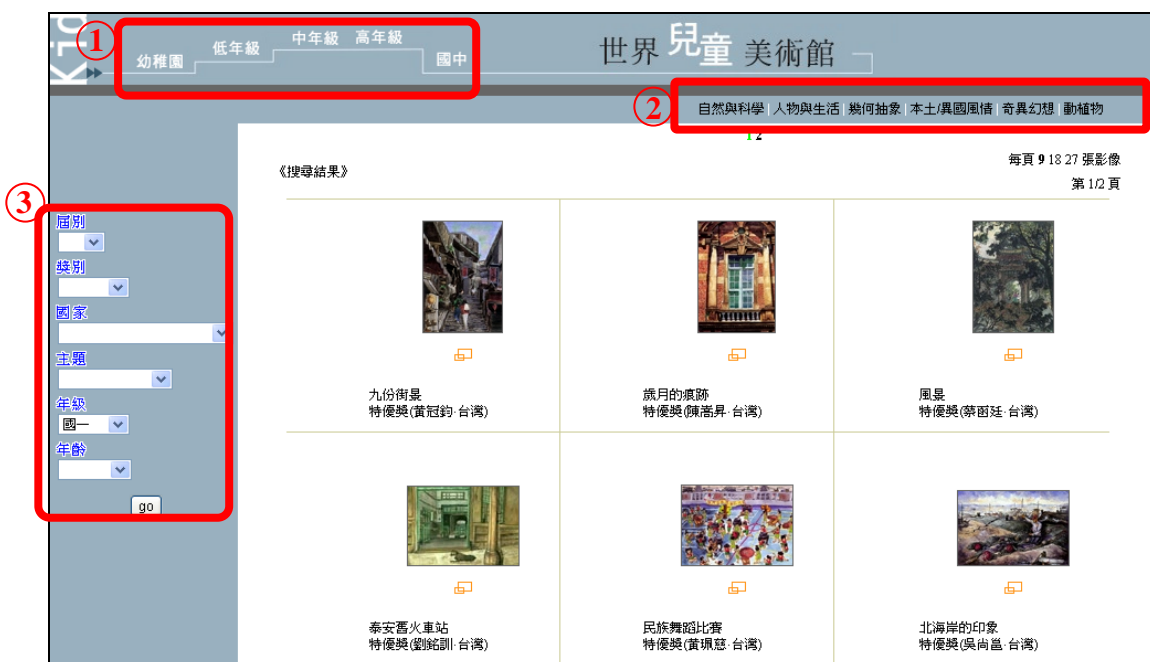 Kid
①
幼稚園
低年級
中年級
高年級
國中
世界兒童美術館
②
自然與科學|人物與生活|幾何抽象|本土/異國風情|奇異幻想|動植物
1 2
《搜尋結果》
每頁 9 18 27 張影像
第 1/2 頁
③
屆別
獎別
國家
主題
年級
國一
年齡
go
九份街景
特優獎(黃冠鈞·台灣)
歲月的痕跡
特優獎(陳嵩昇·台灣)
風景
特優獎(蔡函廷·台灣)
泰安舊火車站
特優獎(劉銘訓·台灣)
民族舞蹈比賽
特優獎(黃珮慈·台灣)
北海岸的印象
特優獎(吳尚邕·台灣)